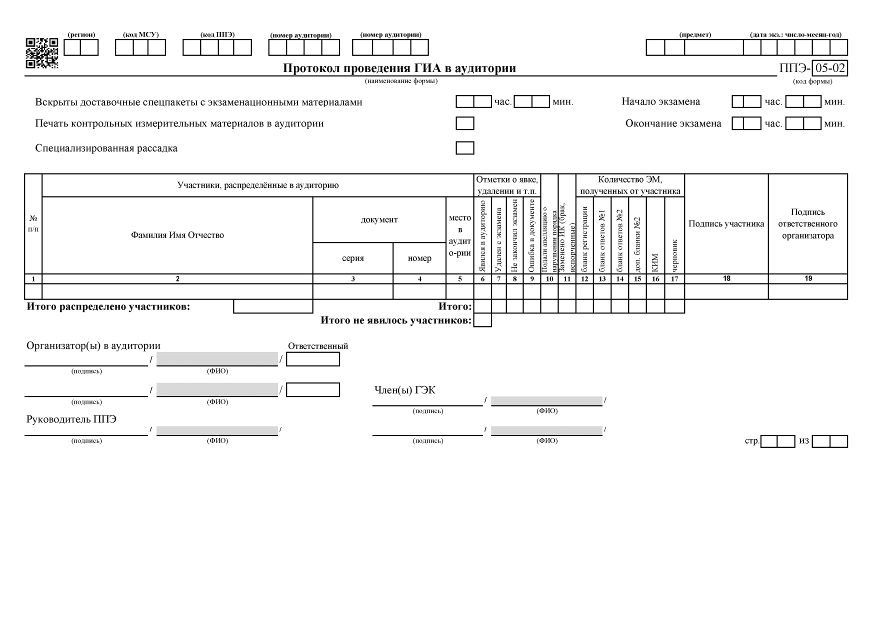 (регион) (код МСУ) (код ППЭ) (номер аудитории) (номер аудитории) (предмет) (дата экз.: число-месяц-год)
Протокол проведения ГИА в аудитории ППЭ- 05-02
(наименование формы) (код формы)
Вскрыты доставочные спецпакеты с экзаменационными материалами час. мин. Начало экзамена час. мин.
Печать контрольных измерительных материалов в аудитории Окончание экзамена час. мин.
Специализированная рассадка
№ п/п
Участники, распределённые в аудиторию
Фамилия Имя Отчество
документ
серия
номер
место
в
аудит
о-рии
Отметки о явке,
удалении и т.п.
Явился в аудиторию
Удален с экзамена
Не закончил экзамен
Ошибка в документе
Подали апелляцию о
нарушении порядка
Заменено ИК (брак,
испорченные)
Количество ЭМ,
полученных от участника
бланк регистрации
бланк ответов №1
бланк ответов №2
доп. бланки №2
КИМ
черновик
Подпись участника
Подпись
ответственного
организатора
1 2 3 4 5 6 7 8 9 10 11 12 13 14 15 16 17 18 19
Итого распределено участников: Итого:
Итого не явилось участников:
Организатор(ы) в аудитории Ответственный
/ /
(подпись) (ФИО)
/ / Член(ы) ГЭК
(подпись) (ФИО) / /
(подпись) (ФИО)
Руководитель ППЭ
/ / / /
(подпись) (ФИО) (подпись) (ФИО) стр. из